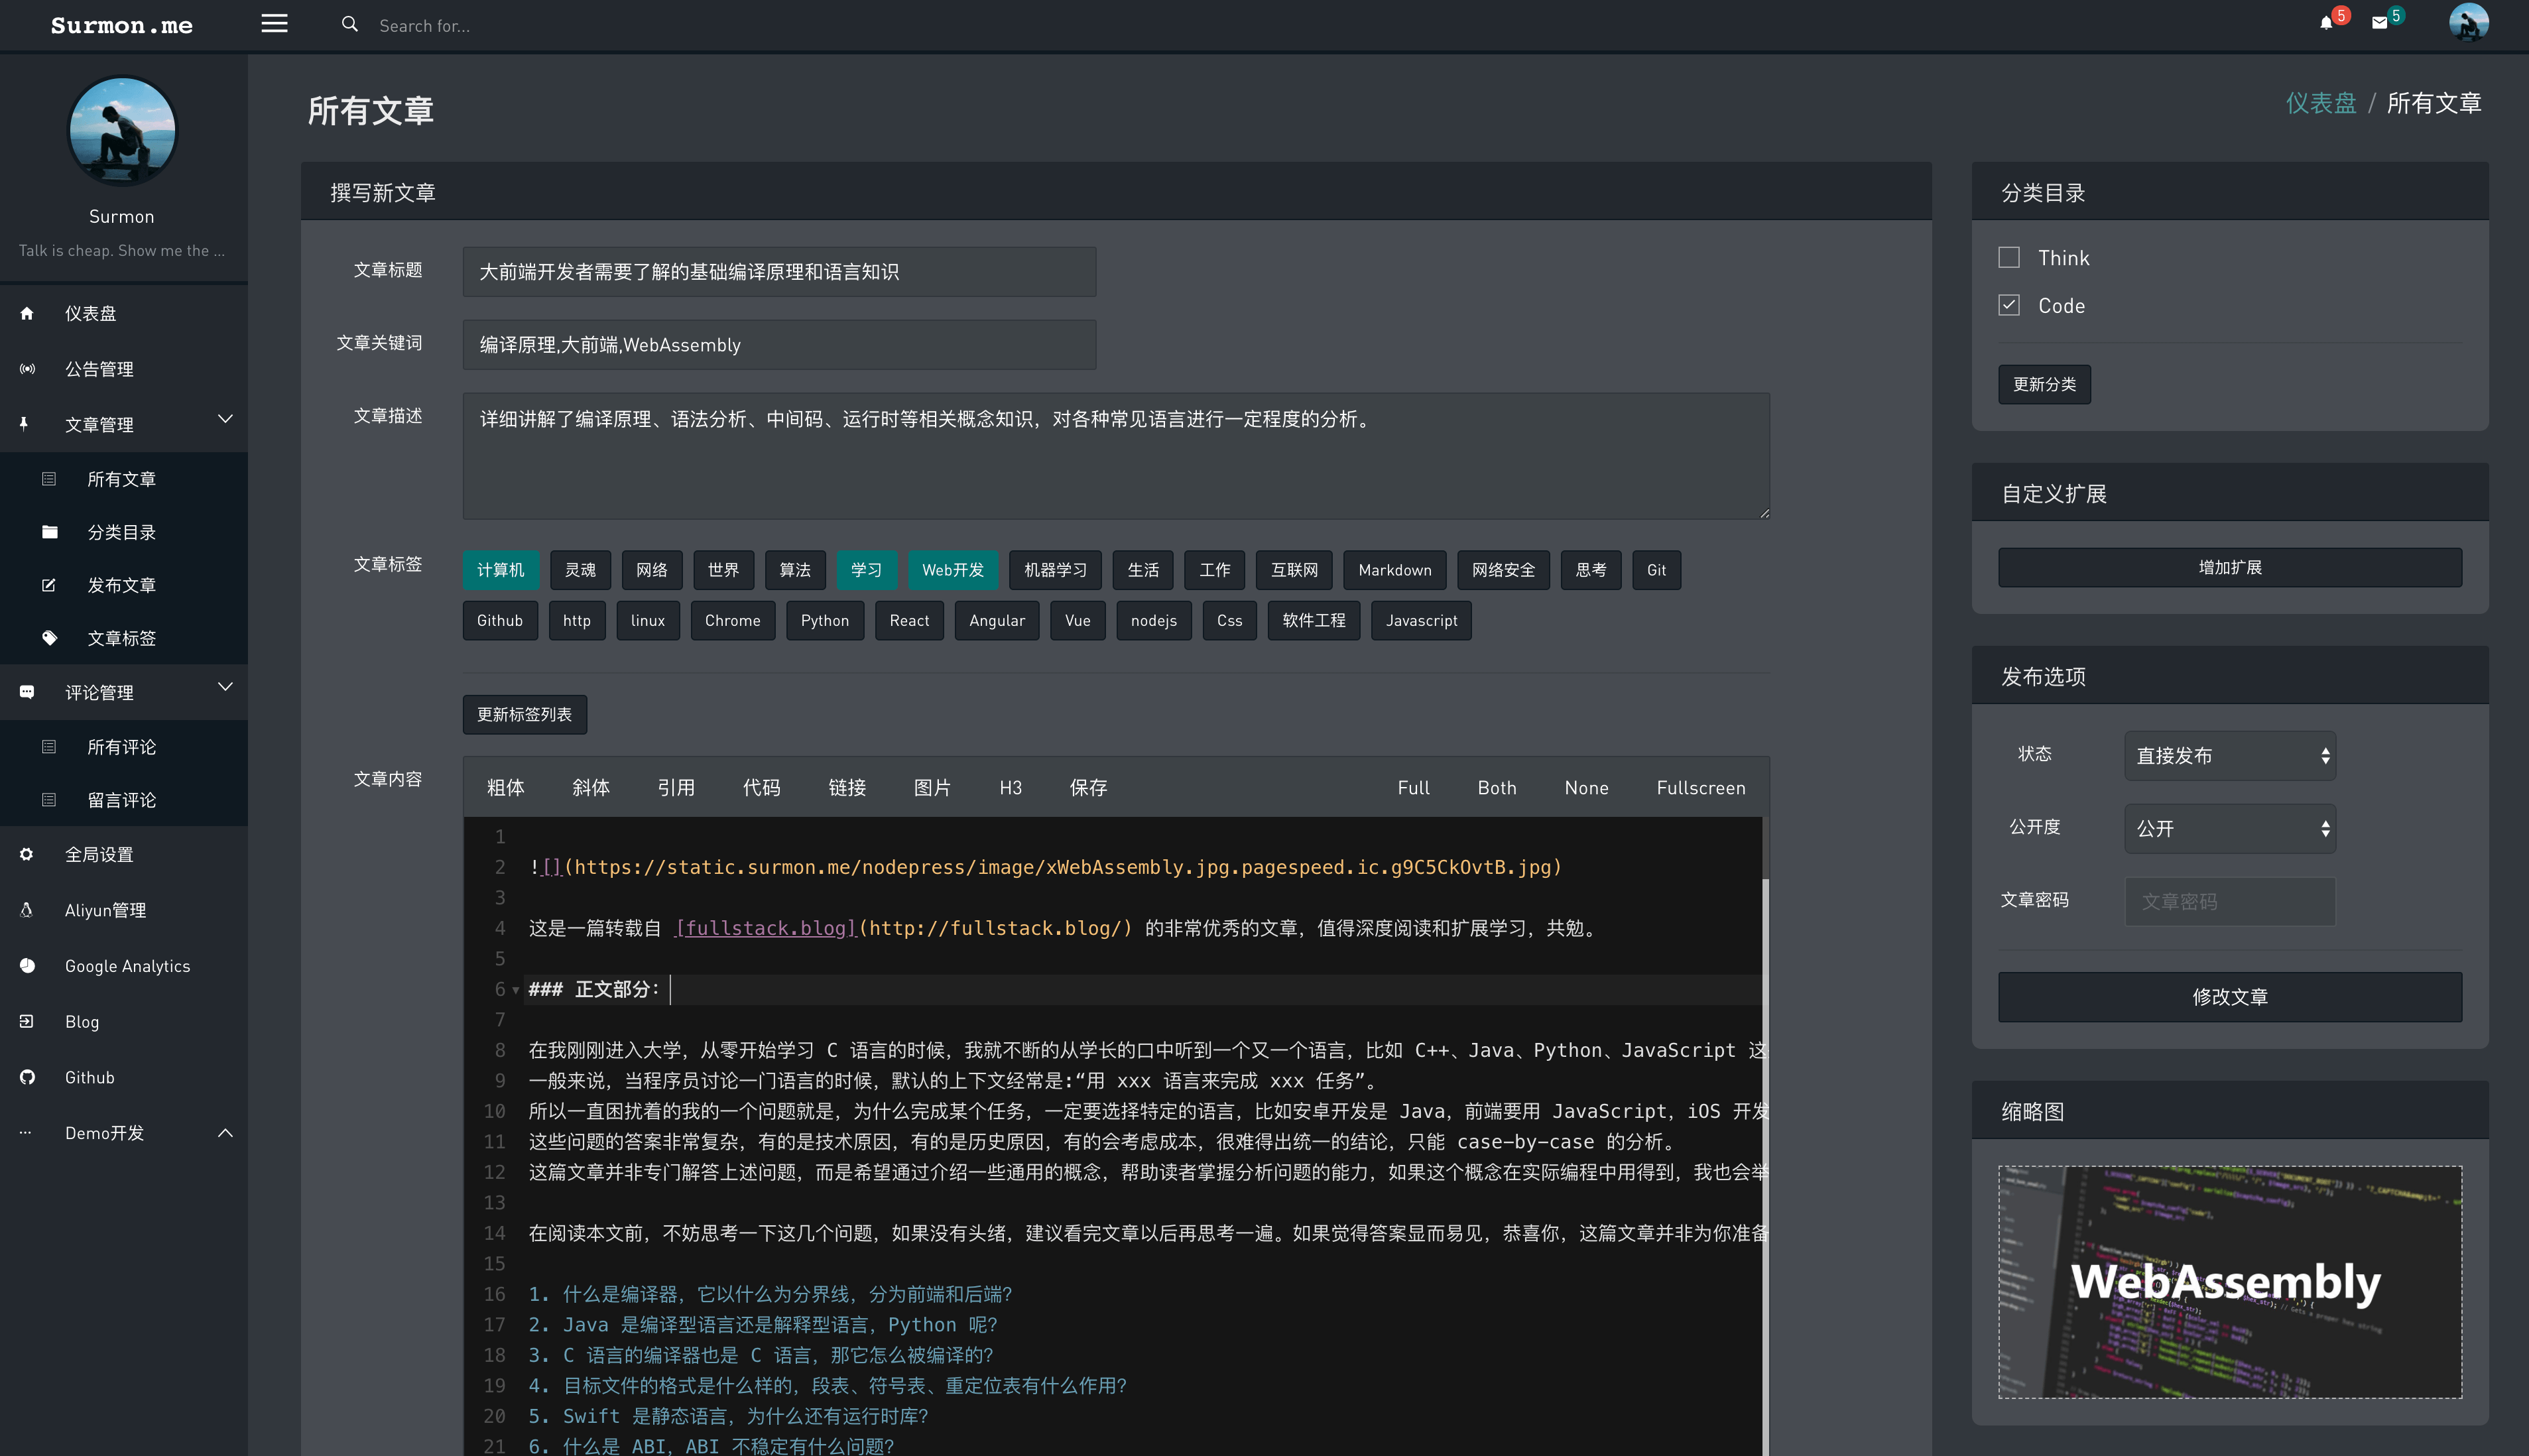 Surmon.me
Search for...
5
5
Surmon
Talk is cheap. Show me the ...
仪表盘
公告管理
文章管理
所有文章
分类目录
发布文章
文章标签
评论管理
所有评论
留言评论
全局设置
Aliyun管理
Google Analytics
Blog
Github
Demo开发
所有文章
仪表盘 / 所有文章
撰写新文章
文章标题
大前端开发者需要了解的基础编译原理和语言知识
文章关键词
编译原理,大前端,WebAssembly
文章描述
详细讲解了编译原理、语法分析、中间码、运行时等相关概念知识，对各种常见语言进行一定程度的分析。
文章标签
计算机 灵魂 网络 世界 算法 学习 Web开发 机器学习 生活 工作 互联网 Markdown 网络安全 思考 Git
Github http linux Chrome Python React Angular Vue nodejs Css 软件工程 Javascript
更新标签列表
文章内容
粗体 斜体 引用 代码 链接 图片 H3 保存 Full Both None Fullscreen
1
2 ![](https://static.surmon.me/nodepress/image/xWebAssembly.jpg.pagespeed.ic.g9C5CkOvtB.jpg)
3
4 这是一篇转载自 [fullstack.blog](http://fullstack.blog/) 的非常优秀的文章，值得深度阅读和扩展学习，共勉。
5
6 ### 正文部分：
7
8 在我刚刚进入大学，从零开始学习 C 语言的时候，我就不断的从学长的口中听到一个又一个语言，比如 C++、Java、Python、JavaScript 这
9 一般来说，当程序员讨论一门语言的时候，默认的上下文经常是:“用 xxx 语言来完成 xxx 任务”。
10 所以一直困扰着的我的一个问题就是，为什么完成某个任务，一定要选择特定的语言，比如安卓开发是 Java，前端要用 JavaScript，iOS 开发
11 这些问题的答案非常复杂，有的是技术原因，有的是历史原因，有的会考虑成本，很难得出统一的结论，只能 case-by-case 的分析。
12 这篇文章并非专门解答上述问题，而是希望通过介绍一些通用的概念，帮助读者掌握分析问题的能力，如果这个概念在实际编程中用得到，我也会举
13
14 在阅读本文前，不妨思考一下这几个问题，如果没有头绪，建议看完文章以后再思考一遍。如果觉得答案显而易见，恭喜你，这篇文章并非为你准备
15
16 1. 什么是编译器，它以什么为分界线，分为前端和后端？
17 2. Java 是编译型语言还是解释型语言，Python 呢？
18 3. C 语言的编译器也是 C 语言，那它怎么被编译的？
19 4. 目标文件的格式是什么样的，段表、符号表、重定位表有什么作用？
20 5. Swift 是静态语言，为什么还有运行时库？
21 6. 什么是 ABI，ABI 不稳定有什么问题？
分类目录
Think
Code
更新分类
自定义扩展
增加扩展
发布选项
状态
直接发布
公开度
公开
文章密码
文章密码
修改文章
缩略图
WebAssembly